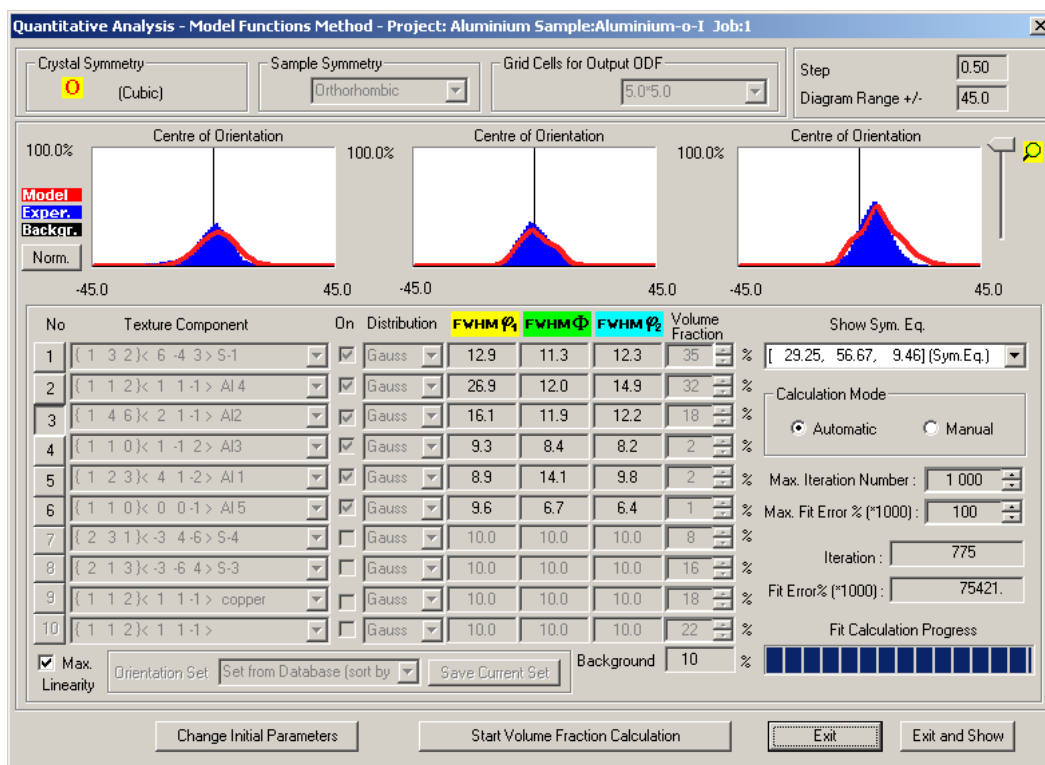 Quantitative Analysis - Model Functions Method - Project: Aluminium Sample:Aluminium-o-I Job:1
Crystal Symmetry
O (Cubic)
Sample Symmetry
Orthorhombic
Grid Cells for Output ODF
5.0*5.0
Step 0.50
Diagram Range +/- 45.0
Centre of Orientation Centre of Orientation Centre of Orientation
100.0% 100.0% 100.0%
Model
Exper.
Backgr.
Norm.
-45.0 45.0 -45.0 45.0 -45.0 45.0
No Texture Component On Distribution FWHM φ1 FWHM Φ FWHM φ2 Volume Fraction
1 { 1 3 2}< 6 -4 3> S-1 Gauss 12.9 11.3 12.3 35 %
2 { 1 1 2}< 1 1-1> Al 4 Gauss 26.9 12.0 14.9 32 %
3 { 1 4 6}< 2 1-1> Al2 Gauss 16.1 11.9 12.2 18 %
4 { 1 1 0}< 1 -1 2> Al3 Gauss 9.3 8.4 8.2 2 %
5 { 1 2 3}< 4 1-2> Al 1 Gauss 8.9 14.1 9.8 2 %
6 { 1 1 0}< 0 0-1> Al 5 Gauss 9.6 6.7 6.4 1 %
7 { 2 3 1}<-3 4-6> S-4 Gauss 10.0 10.0 10.0 8 %
8 { 2 1 3}<-3 -6 4> S-3 Gauss 10.0 10.0 10.0 16 %
9 { 1 1 2}< 1 1-1> copper Gauss 10.0 10.0 10.0 18 %
10 { 1 1 2}< 1 1-1> Gauss 10.0 10.0 10.0 22 %
Show Sym. Eq.
[ 29.25, 56.67, 9.46] (Sym.Eq.)
Calculation Mode
Automatic Manual
Max. Iteration Number : 1 000
Max. Fit Error % (*1000) : 100
Iteration : 775
Fit Error% (*1000) : 75421.
Fit Calculation Progress
Max. Linearity
Orientation Set Set from Database (sort by Save Current Set
Background 10 %
Change Initial Parameters Start Volume Fraction Calculation Exit Exit and Show